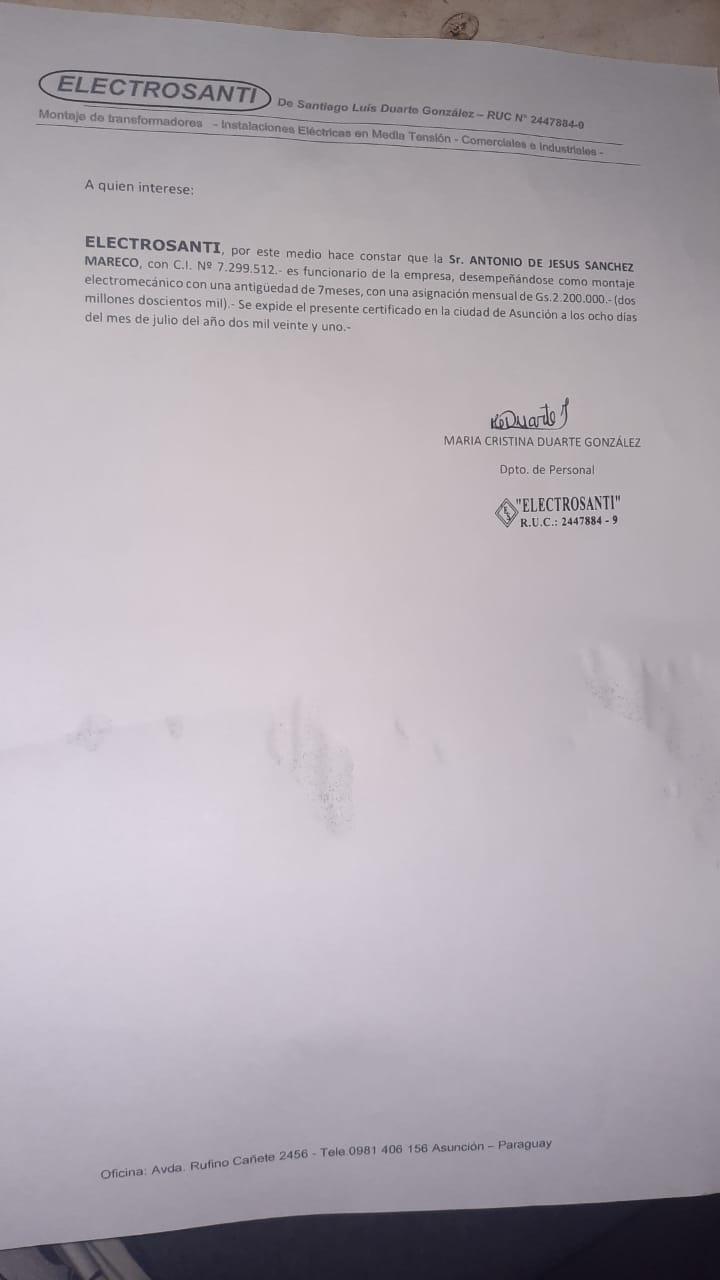 ELECTROSANTI De Santiago Luís Duarte González – RUC N° 2447884-9
Montaje de transformadores - Instalaciones Eléctricas en Media Tensión - Comerciales e Industriales -
A quien interese:
ELECTROSANTI, por este medio hace constar que la Sr. ANTONIO DE JESUS SANCHEZ
MARECO, con C.I. Nº 7.299.512.- es funcionario de la empresa, desempeñándose como montaje
electromecánico con una antigüedad de 7meses, con una asignación mensual de Gs.2.200.000.- (dos
millones doscientos mil).- Se expide el presente certificado en la ciudad de Asunción a los ocho días
del mes de julio del año dos mil veinte y uno.-
MARIA CRISTINA DUARTE GONZÁLEZ
Dpto. de Personal
"ELECTROSANTI"
R.U.C.: 2447884 - 9
Oficina: Avda. Rufino Cañete 2456 - Tele.0981 406 156 Asunción – Paraguay